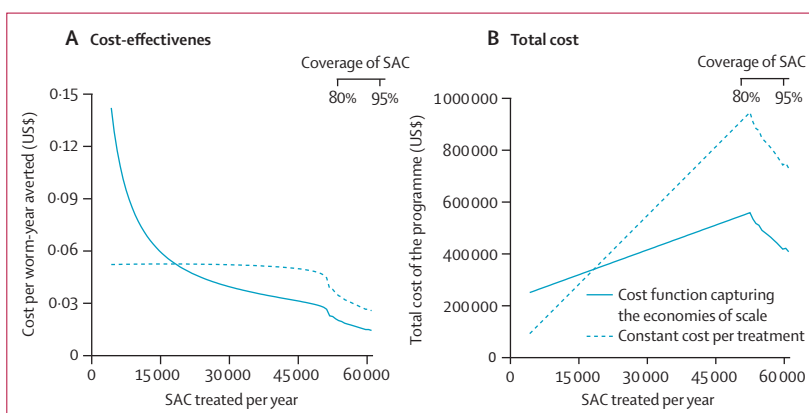 A Cost-effectivenes
Coverage of SAC
80% 95%
0·15
0·12
0·09
0·06
0·03
0
Cost per worm-year averted (US$)
0 15 000 30 000 45 000 60 000
SAC treated per year
B Total cost
Coverage of SAC
80% 95%
1 000 000
800 000
600 000
400 000
200 000
0
Total cost of the programme (US$)
Cost function capturing
the economies of scale
Constant cost per treatment
0 15 000 30 000 45 000 60 000
SAC treated per year